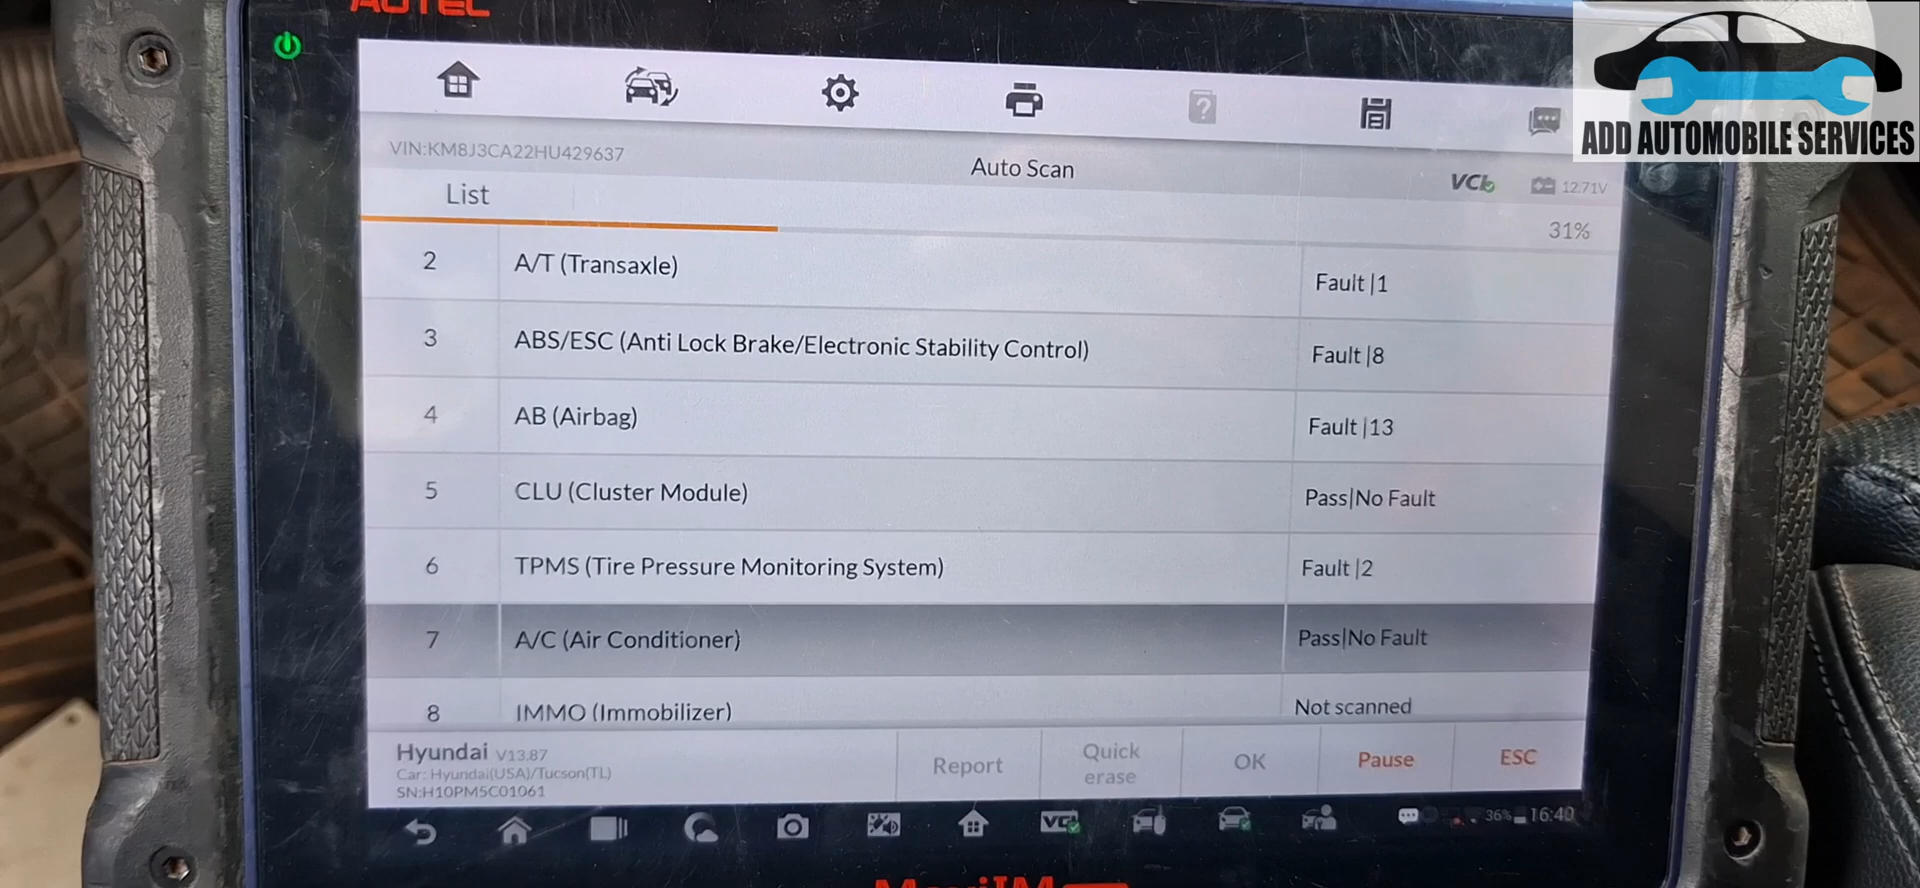 AUTEL
ADD AUTOMOBILE SERVICES
VIN:KM8J3CA22HU429637
Auto Scan
VCI
12.71V
List
31%
2 A/T (Transaxle) Fault |1
3 ABS/ESC (Anti Lock Brake/Electronic Stability Control) Fault |8
4 AB (Airbag) Fault |13
5 CLU (Cluster Module) Pass|No Fault
6 TPMS (Tire Pressure Monitoring System) Fault |2
7 A/C (Air Conditioner) Pass|No Fault
8 IMMO (Immobilizer) Not scanned
Hyundai V13.87
Car: Hyundai(USA)/Tucson(TL)
SN:H10PM5C01061
Report
Quick
erase
OK
Pause
ESC
VCI
36%
16:40
MaxiIM